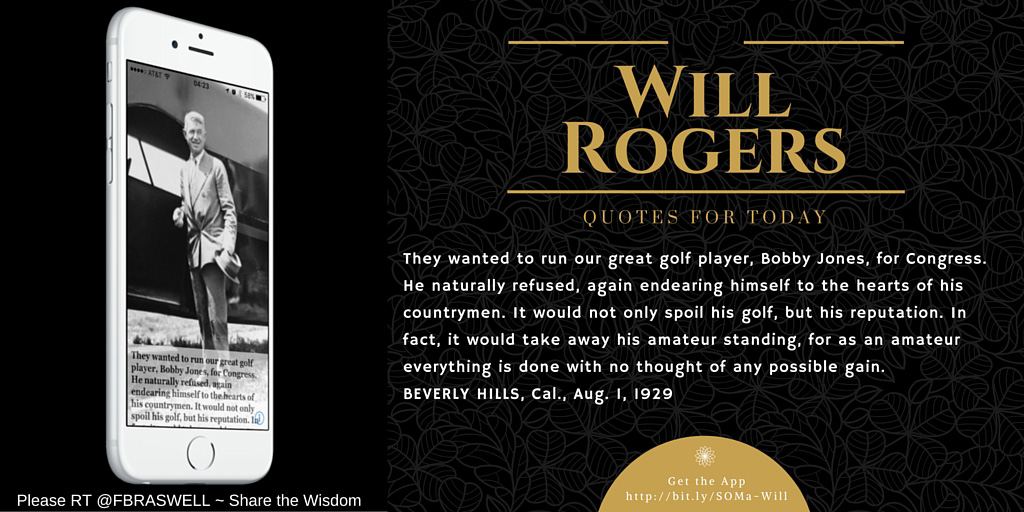 AT&T
04:23
58%
They wanted to run our great golf
player, Bobby Jones, for Congress.
He naturally refused, again
endearing himself to the hearts of
his countrymen. It would not only
spoil his golf, but his reputation. In
Please RT @FBRASWELL ~ Share the Wisdom
WILL
ROGERS
QUOTES FOR TODAY
They wanted to run our great golf player, Bobby Jones, for Congress.
He naturally refused, again endearing himself to the hearts of his
countrymen. It would not only spoil his golf, but his reputation. In
fact, it would take away his amateur standing, for as an amateur
everything is done with no thought of any possible gain.
BEVERLY HILLS, Cal., Aug. 1, 1929
Get the App
http://bit.ly/SOMa-Will